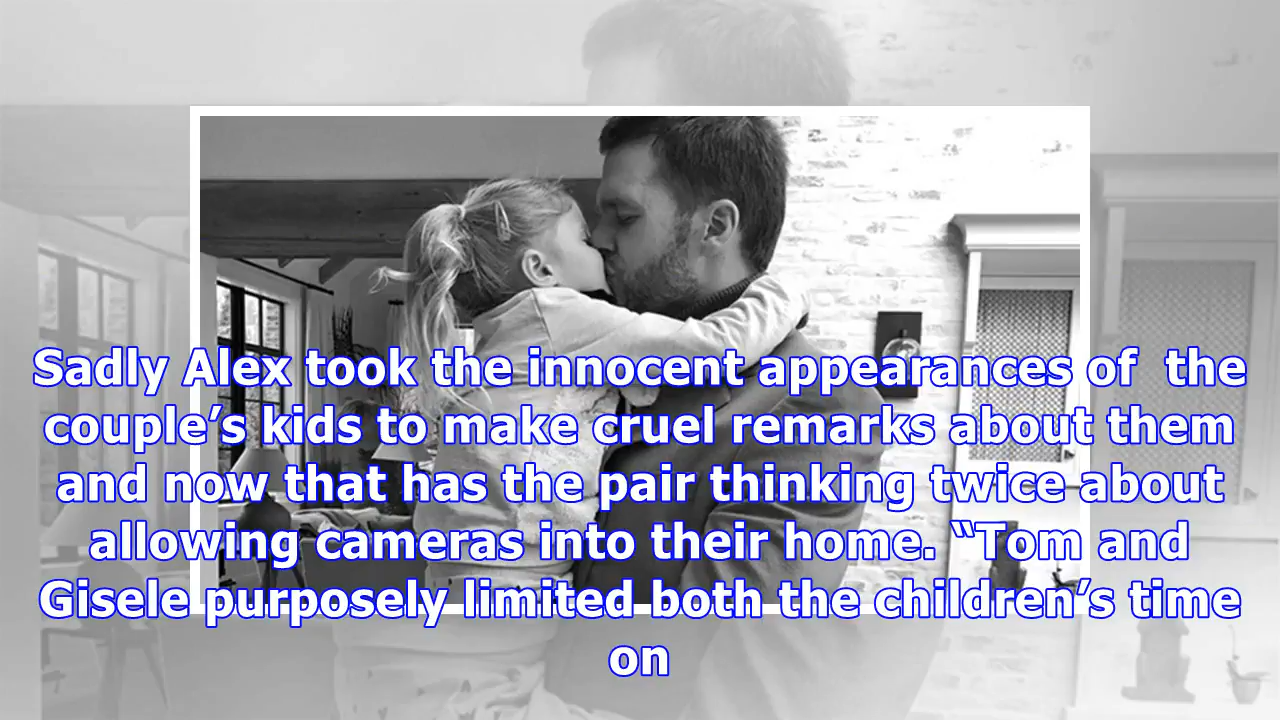 Sadly Alex took the innocent appearances of  the
couple’s kids to make cruel remarks about them
and now that has the pair thinking twice about
allowing cameras into their home. “Tom and
Gisele purposely limited both the children’s time
on